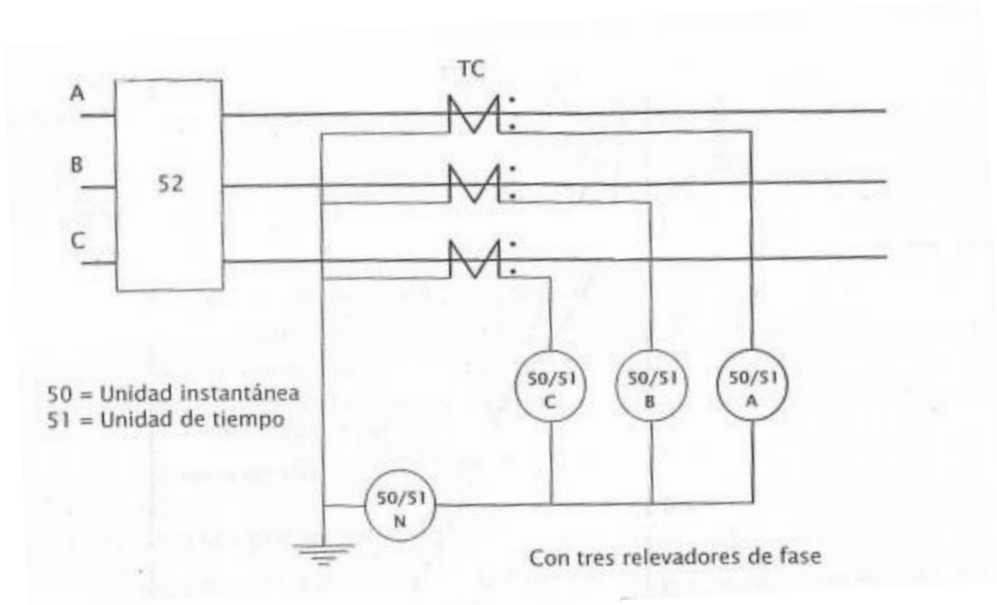 TC
A
B
52
C
50/51
C
50/51
B
50/51
A
50 = Unidad instantánea
51 = Unidad de tiempo
50/51
N
Con tres relevadores de fase